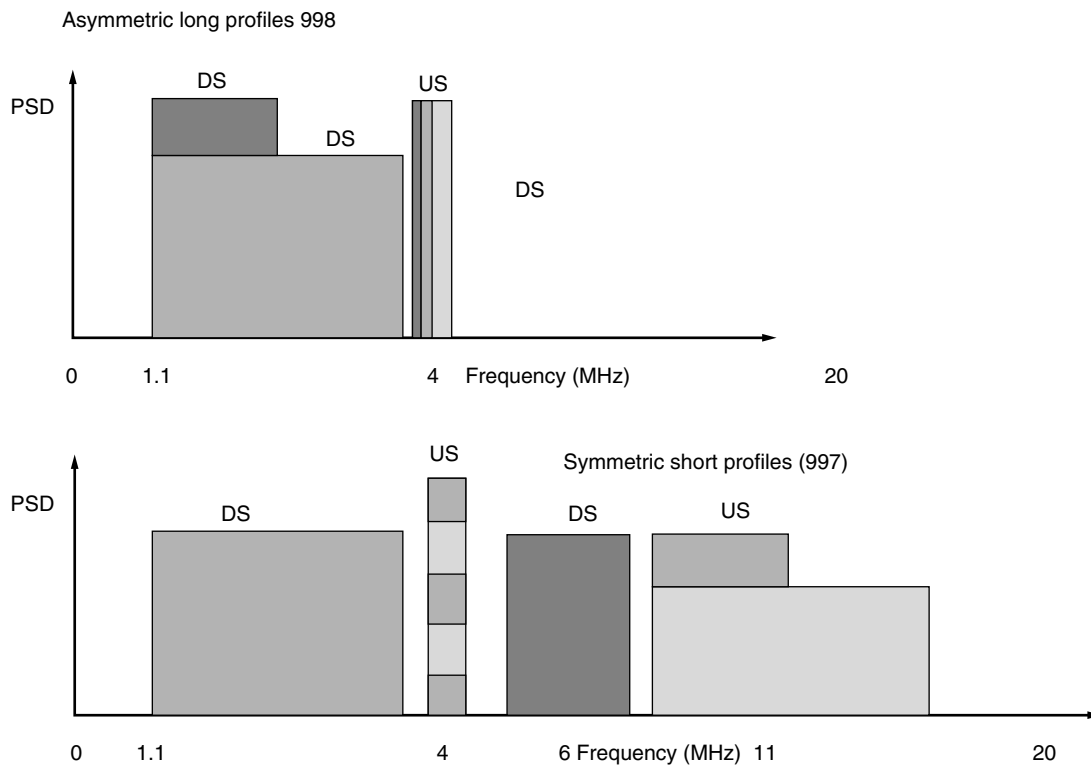 Asymmetric long profiles 998
DS
US
PSD
DS
DS
0 1.1 4 Frequency (MHz) 20
US
Symmetric short profiles (997)
PSD
DS
DS
US
0 1.1 4 6 Frequency (MHz) 11 20